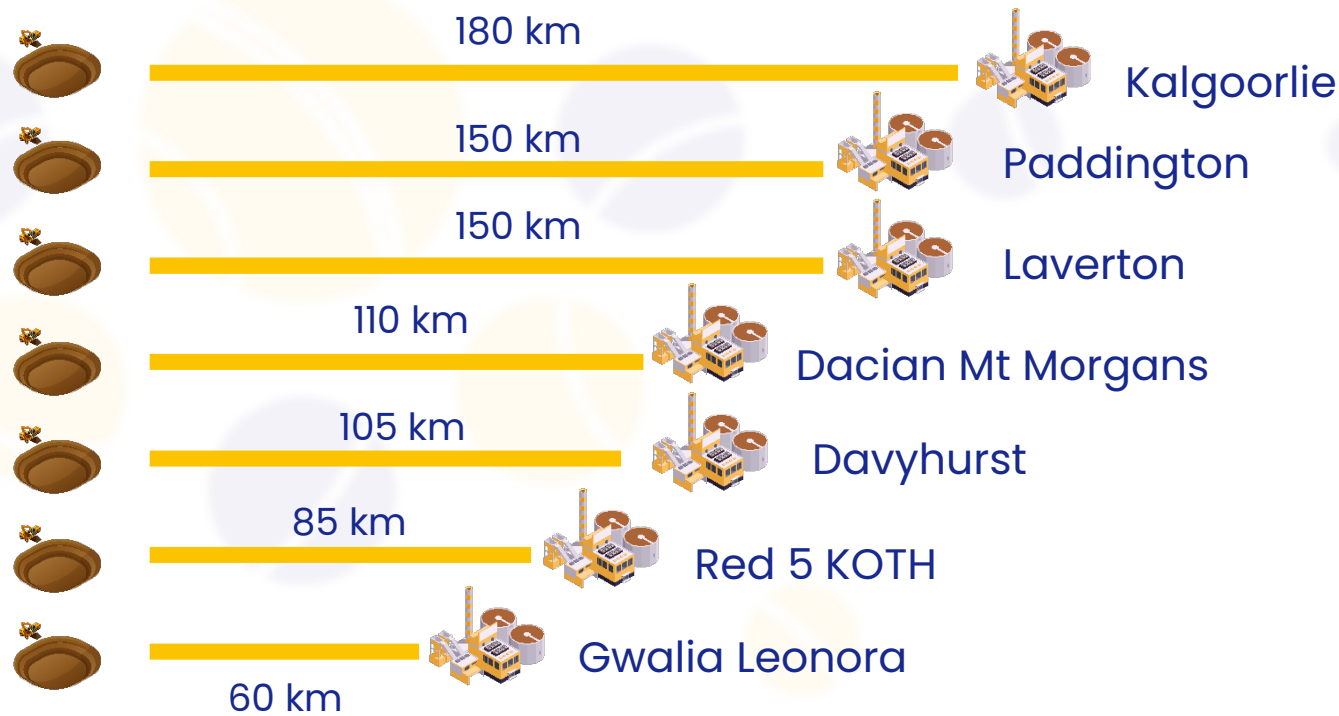 180 km
Kalgoorlie
150 km
Paddington
150 km
Laverton
110 km
Dacian Mt Morgans
105 km
Davyhurst
85 km
Red 5 KOTH
Gwalia Leonora
60 km